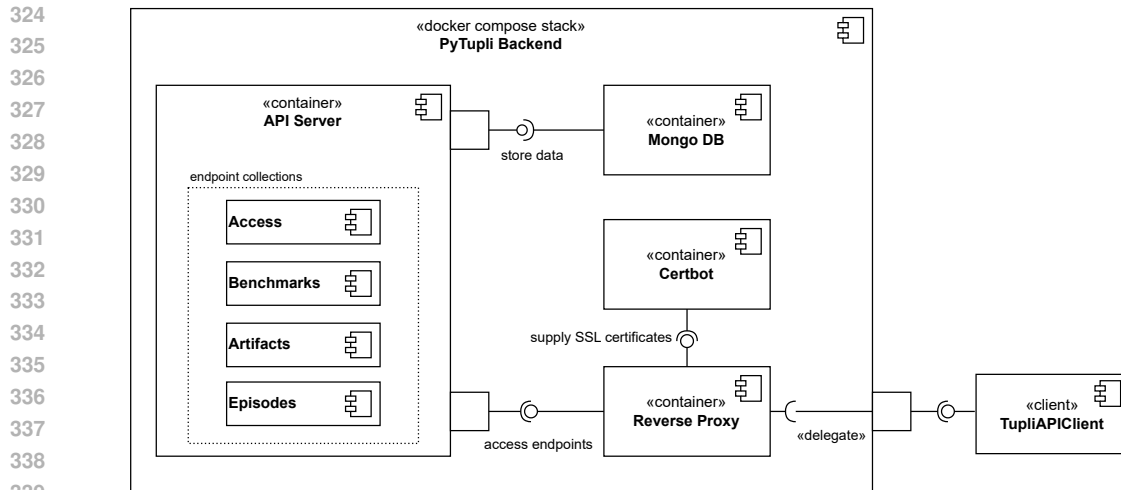 324
325
326
327
328
329
330
331
332
333
334
335
336
337
338
«docker compose stack»
PyTupli Backend
«container»
API Server
endpoint collections
Access
Benchmarks
Artifacts
Episodes
store data
«container»
Mongo DB
«container»
Certbot
supply SSL certificates
«container»
Reverse Proxy
access endpoints
«delegate»
«client»
TupliAPIClient